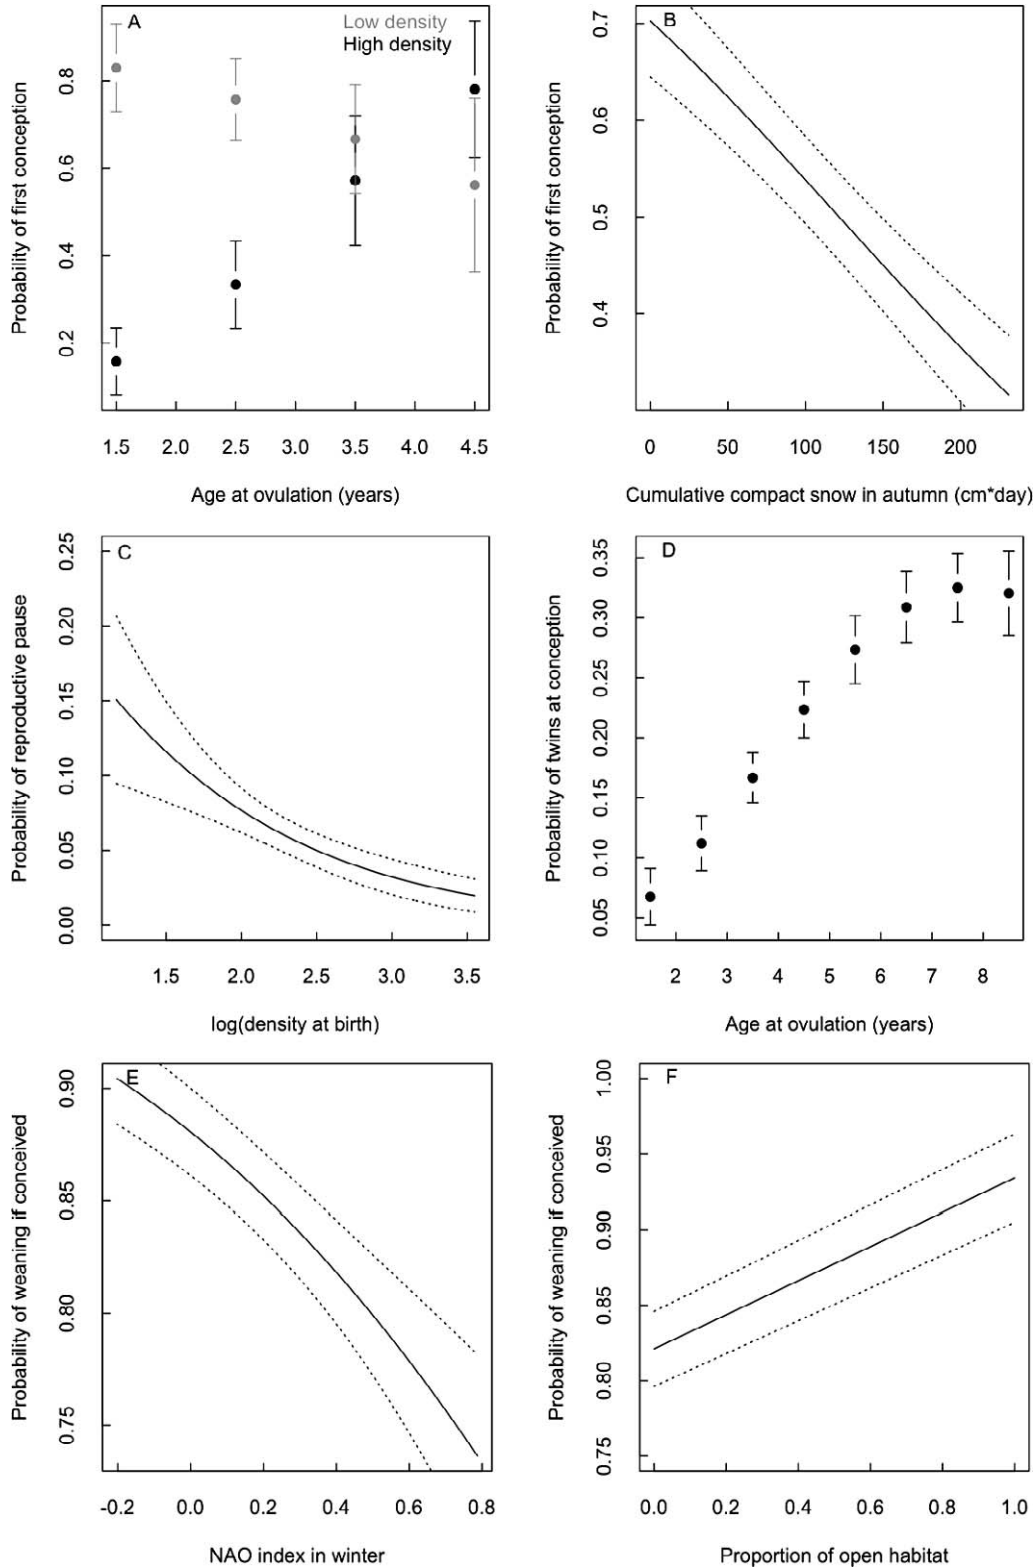 A
Low density
High density
Probability of first conception
0.8
0.6
0.4
0.2
1.5 2.0 2.5 3.0 3.5 4.0 4.5
Age at ovulation (years)
B
Probability of first conception
0.7
0.6
0.5
0.4
0 50 100 150 200
Cumulative compact snow in autumn (cm*day)
C
Probability of reproductive pause
0.25
0.20
0.15
0.10
0.05
0.00
1.5 2.0 2.5 3.0 3.5
log(density at birth)
D
Probability of twins at conception
0.35
0.30
0.25
0.20
0.15
0.10
0.05
2 3 4 5 6 7 8
Age at ovulation (years)
E
Probability of weaning if conceived
0.90
0.85
0.80
0.75
-0.2 0.0 0.2 0.4 0.6 0.8
NAO index in winter
F
Probability of weaning if conceived
1.00
0.95
0.90
0.85
0.80
0.75
0.0 0.2 0.4 0.6 0.8 1.0
Proportion of open habitat